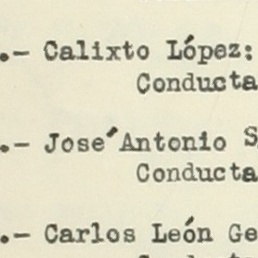 .- Calixto López:
Conducta
.- José Antonio S
Conducta
.- Carlos León Ge